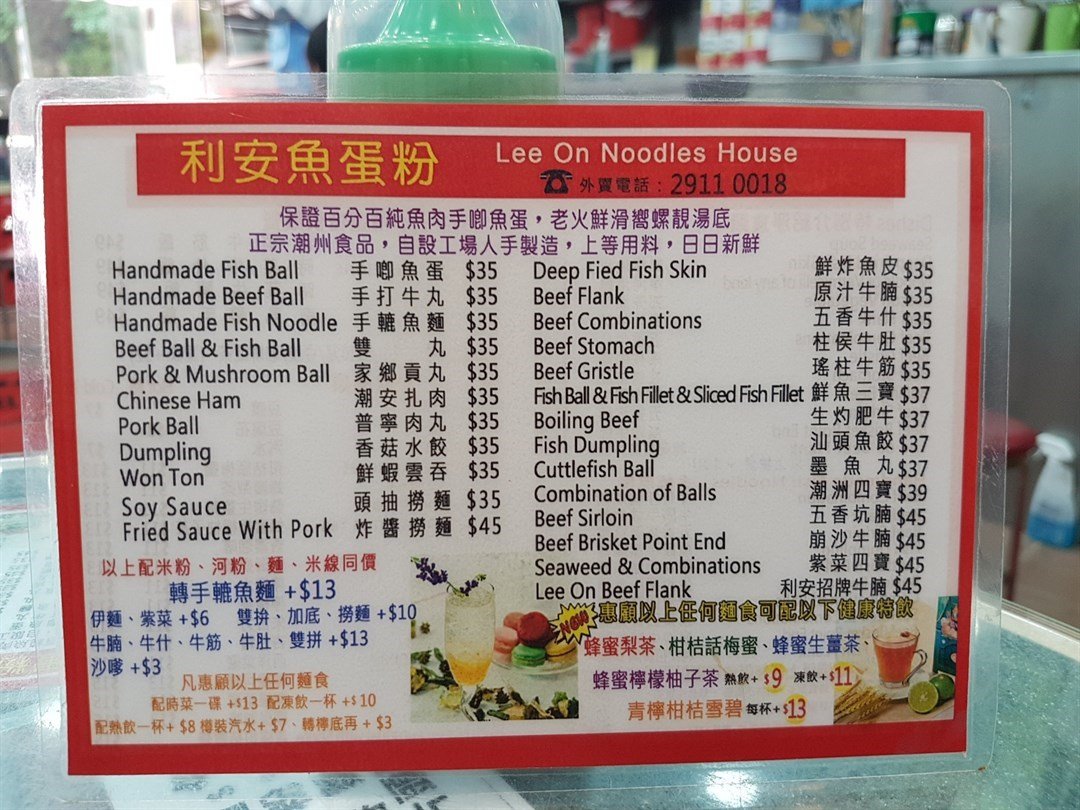 利安魚蛋粉 Lee On Noodles House
外賣電話：2911 0018
保證百分百純魚肉手唧魚蛋，老火鮮滑嚮螺靚湯底
正宗潮州食品，自設工場人手製造，上等用料，日日新鮮
Handmade Fish Ball 手唧魚蛋 $35
Handmade Beef Ball 手打牛丸 $35
Handmade Fish Noodle 手轆魚麵 $35
Beef Ball & Fish Ball 雙丸 $35
Pork & Mushroom Ball 家鄉貢丸 $35
Chinese Ham 潮安扎肉 $35
Pork Ball 普寧肉丸 $35
Dumpling 香菇水餃 $35
Won Ton 鮮蝦雲吞 $35
Soy Sauce 頭抽撈麵 $35
Fried Sauce With Pork 炸醬撈麵 $45
Deep Fied Fish Skin 鮮炸魚皮 $35
Beef Flank 原汁牛腩 $35
Beef Combinations 五香牛什 $35
Beef Stomach 柱侯牛肚 $35
Beef Gristle 瑤柱牛筋 $35
Fish Ball & Fish Fillet & Sliced Fish Fillet 鮮魚三寶 $37
Boiling Beef 生灼肥牛 $37
Fish Dumpling 汕頭魚餃 $37
Cuttlefish Ball 墨魚丸 $37
Combination of Balls 潮洲四寶 $39
Beef Sirloin 五香坑腩 $45
Beef Brisket Point End 崩沙牛腩 $45
Seaweed & Combinations 紫菜四寶 $45
Lee On Beef Flank 利安招牌牛腩 $45
以上配米粉、河粉、麵、米線同價
轉手轆魚麵 +$13
伊麵、紫菜 +$6 雙拚、加底、撈麵 +$10
牛腩、牛什、牛筋、牛肚、雙拼 +$13
沙嗲 +$3
凡惠顧以上任何麵食
配時菜一碟 +$13 配凍飲一杯 +$10
配熱飲一杯+ $8 樽裝汽水+ $7、轉檸底再 + $3
NEW 惠顧以上任何麵食可配以下健康特飲
蜂蜜梨茶、柑桔話梅蜜、蜂蜜生薑茶、
蜂蜜檸檬柚子茶 熱飲+$9 凍飲+$11
青檸柑桔雪碧 每杯+$13